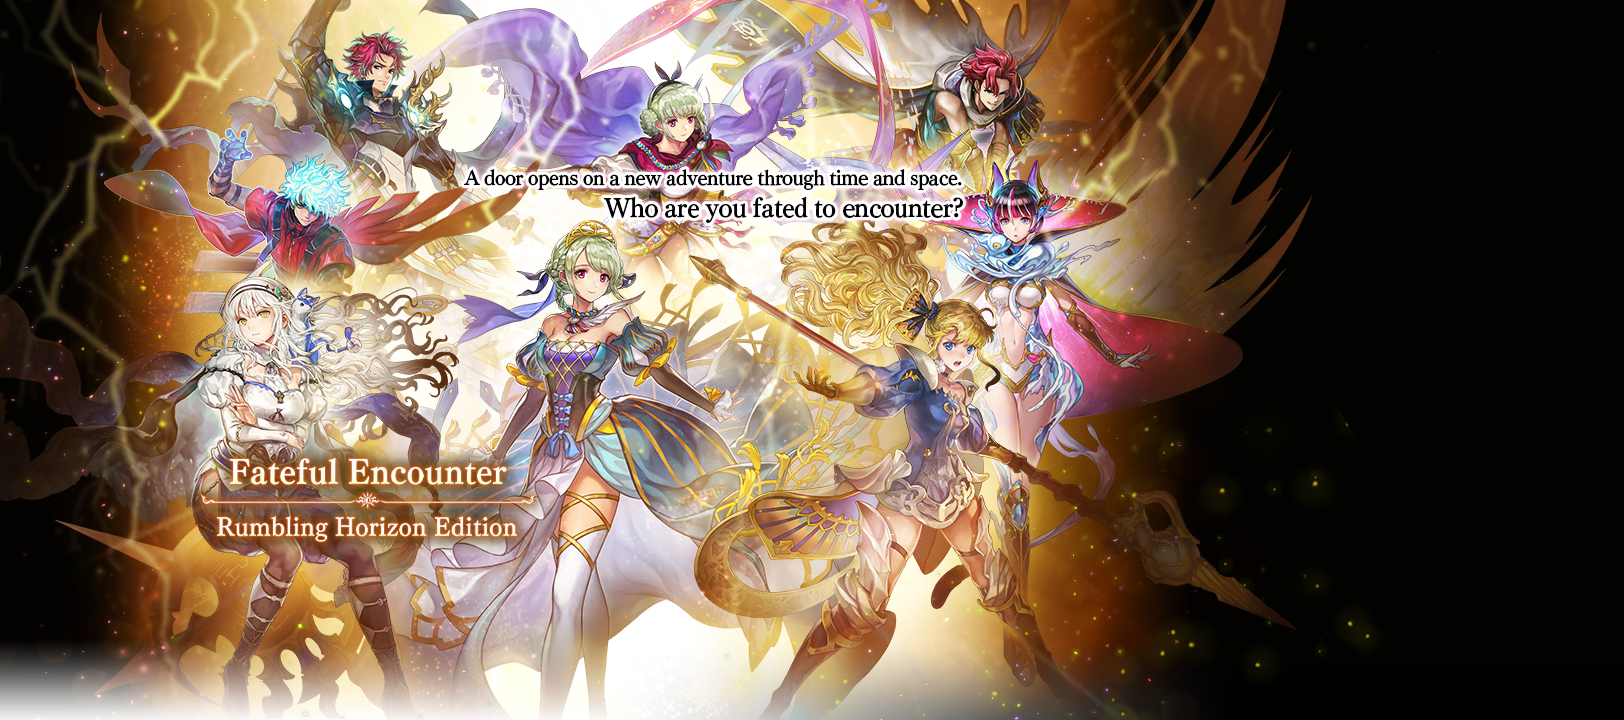 A door opens on a new adventure through time and space.
Who are you fated to encounter?
Fateful Encounter
Rumbling Horizon Edition